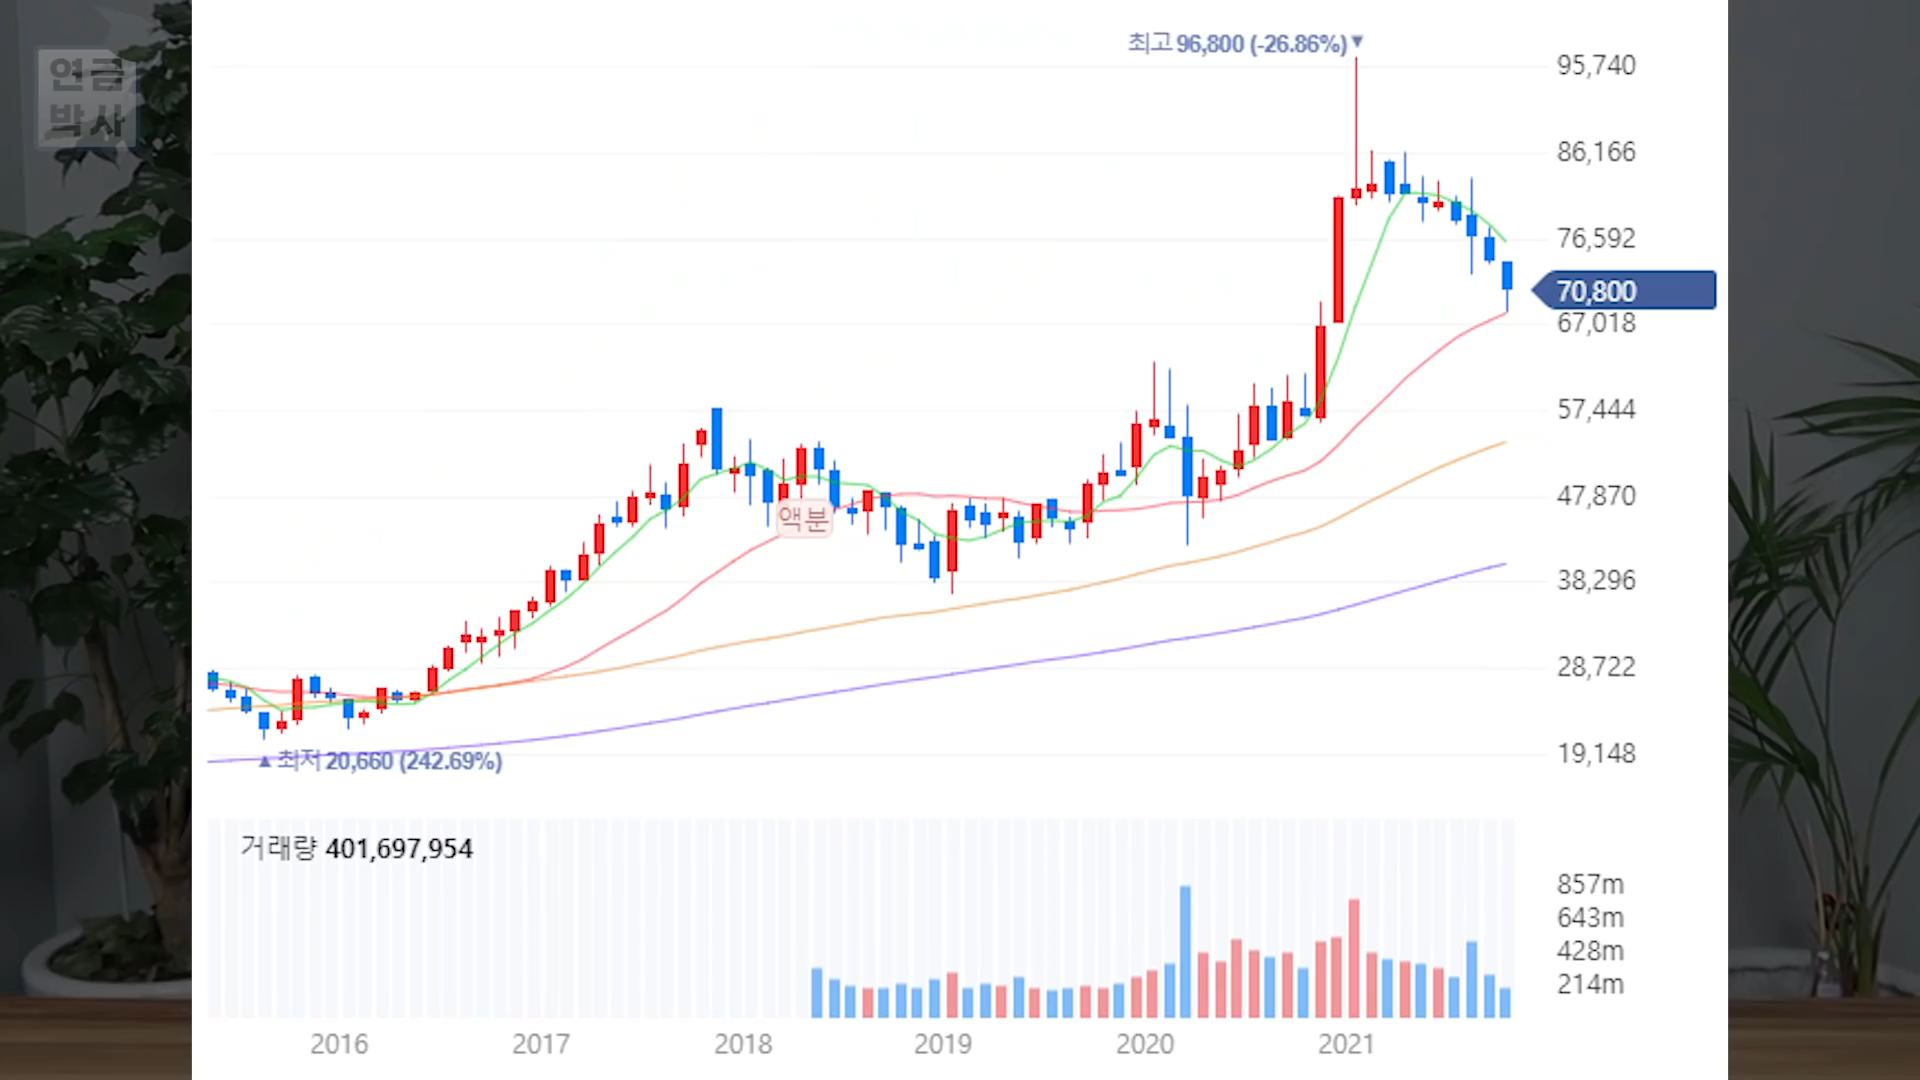 연금
박사
최고 96,800 (-26.86%)▼
95,740
86,166
76,592
70,800
67,018
57,444
47,870
액분
38,296
28,722
19,148
▲최저 20,660 (242.69%)
거래량 401,697,954
857m
643m
428m
214m
2016 2017 2018 2019 2020 2021